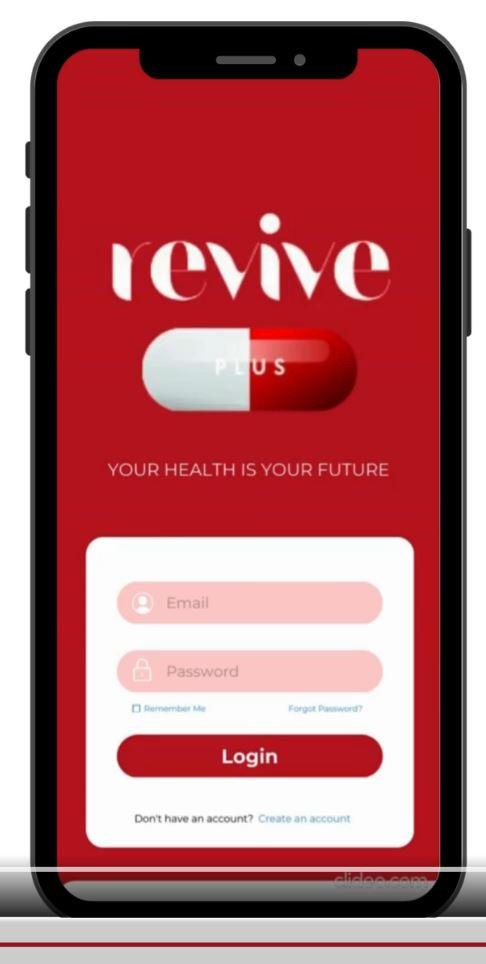 revive
PLUS
YOUR HEALTH IS YOUR FUTURE
Email
Password
Remember Me Forgot Password?
Login
Don't have an account? Create an account
clideo.com